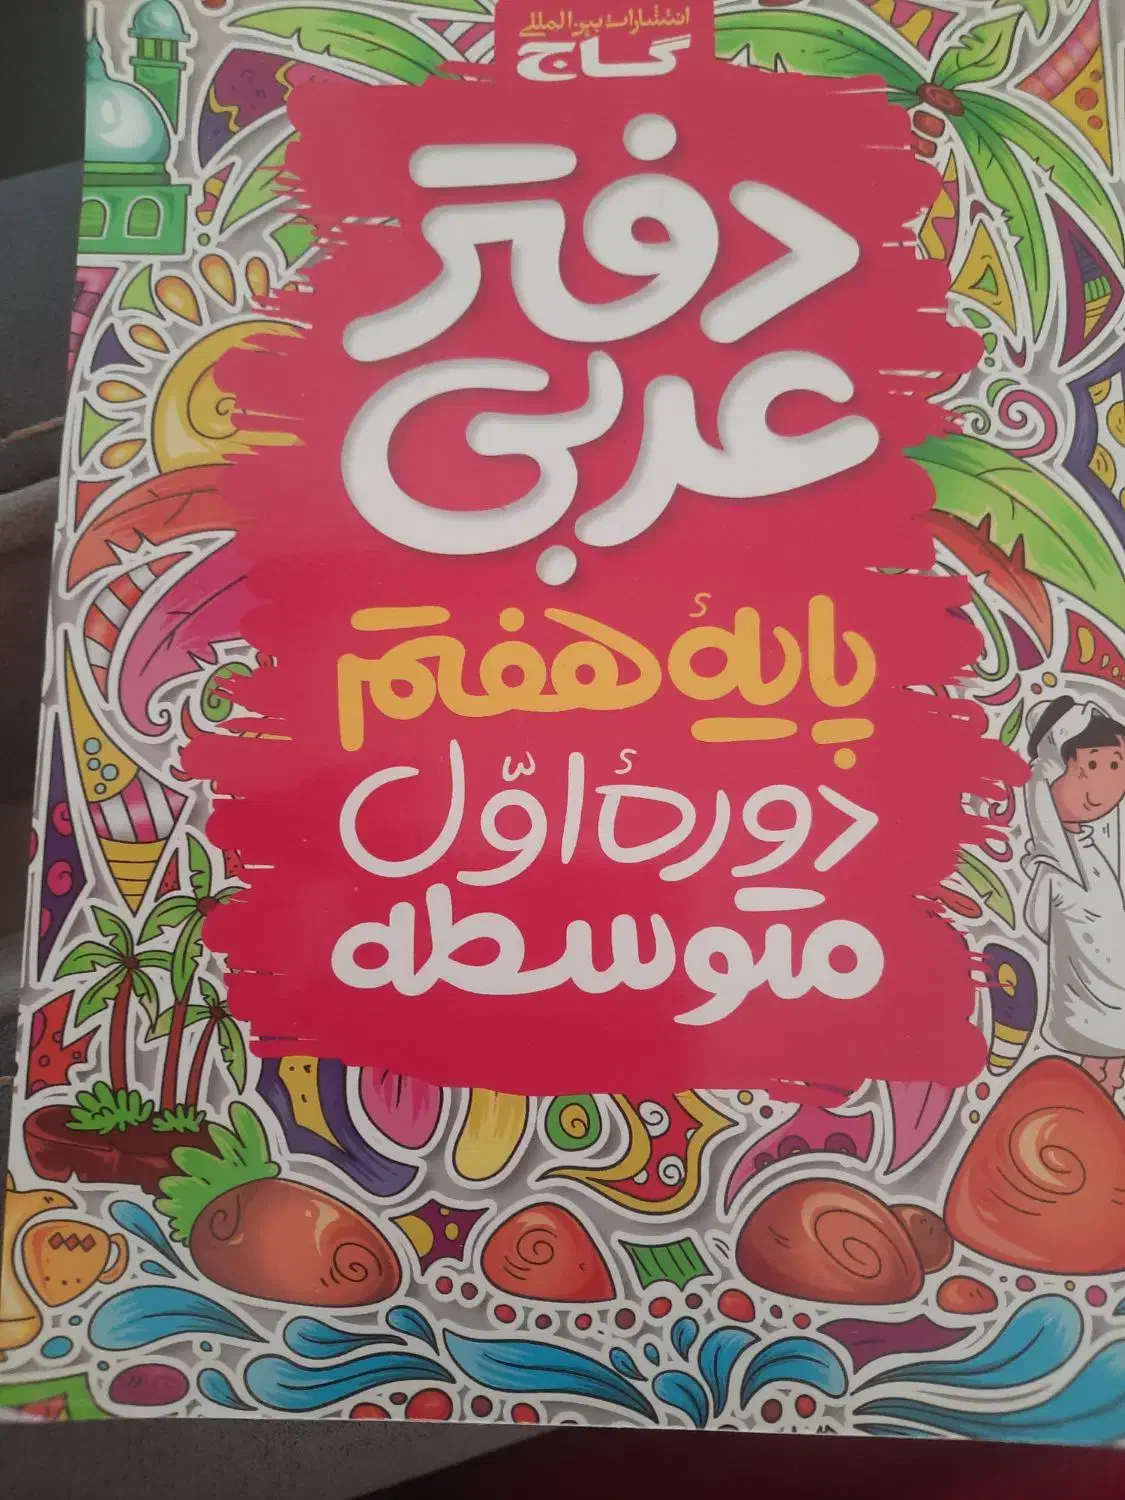 انتشارات بین‌المللی
گاج
دفتر
عربی
پایهٔ هفتم
دورهٔ اوّل
متوسطه